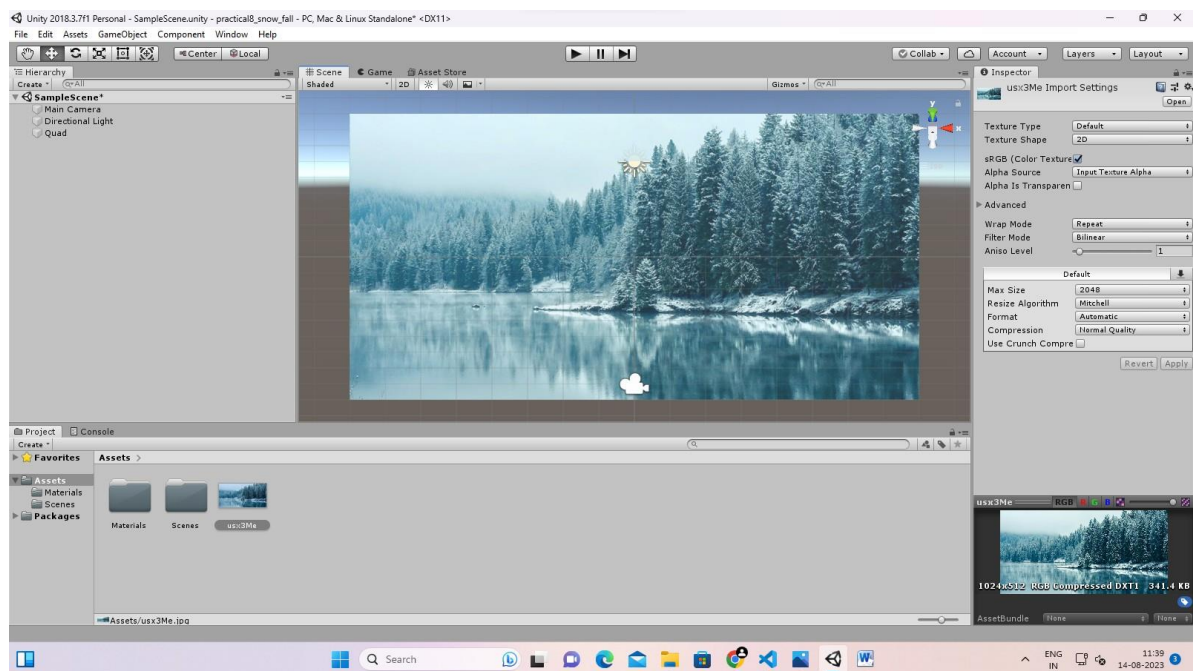 Unity 2018.3.7f1 Personal - SampleScene.unity - practical8_snow_fall - PC, Mac & Linux Standalone* <DX11>
File Edit Assets GameObject Component Window Help
Center Local Collab Account Layers Layout
Hierarchy
Create All
SampleScene*
Main Camera
Directional Light
Quad
Scene Game Asset Store
Shaded 2D Gizmos All
y
x
Inspector
usx3Me Import Settings
Open
Texture Type Default
Texture Shape 2D
sRGB (Color Texture
Alpha Source Input Texture Alpha
Alpha Is Transparen
Advanced
Wrap Mode Repeat
Filter Mode Bilinear
Aniso Level 1
Default
Max Size 2048
Resize Algorithm Mitchell
Format Automatic
Compression Normal Quality
Use Crunch Compre
Revert Apply
Project Console
Create
Favorites
Assets
Materials
Scenes
Packages
Assets >
Materials Scenes usx3Me
Assets/usx3Me.jpg
usx3Me RGB R G B
1024x512 RGB Compressed DXT1 341.4 KB
AssetBundle None None
Search
ENG
IN
11:39
14-08-2023
3